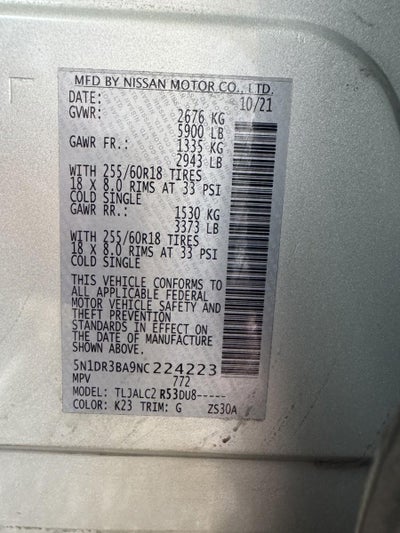 MFD BY NISSAN MOTOR CO., LTD.
DATE: 10/21
GVWR: 2676 KG
5900 LB
GAWR FR.: 1335 KG
2943 LB
WITH 255/60R18 TIRES
18 X 8.0 RIMS AT 33 PSI
COLD SINGLE
GAWR RR.: 1530 KG
3373 LB
WITH 255/60R18 TIRES
18 X 8.0 RIMS AT 33 PSI
COLD SINGLE
THIS VEHICLE CONFORMS TO
ALL APPLICABLE FEDERAL
MOTOR VEHICLE SAFETY AND
THEFT PREVENTION
STANDARDS IN EFFECT ON
THE DATE OF MANUFACTURE
SHOWN ABOVE.
5N1DR3BA9NC224223
MPV 772
MODEL: TLJALC2 R53DU8-----
COLOR: K23 TRIM: G ZS30A